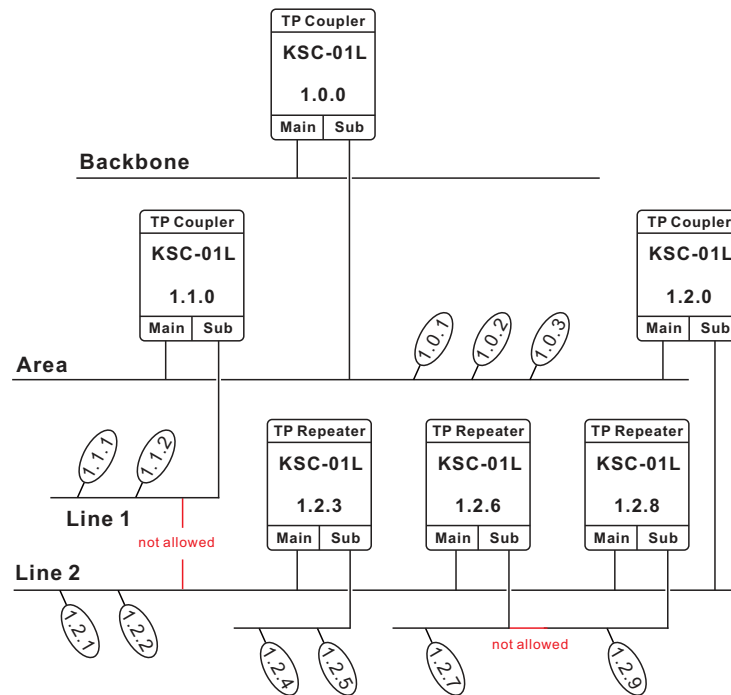 TP Coupler
KSC-01L
1.0.0
Main Sub
Backbone
TP Coupler
KSC-01L
1.1.0
Main Sub
TP Coupler
KSC-01L
1.2.0
Main Sub
Area
1.0.1
1.0.2
1.0.3
1.1.1
1.1.2
Line 1
not allowed
TP Repeater
KSC-01L
1.2.3
Main Sub
TP Repeater
KSC-01L
1.2.6
Main Sub
TP Repeater
KSC-01L
1.2.8
Main Sub
Line 2
1.2.1
1.2.2
1.2.4
1.2.5
1.2.7
not allowed
1.2.9